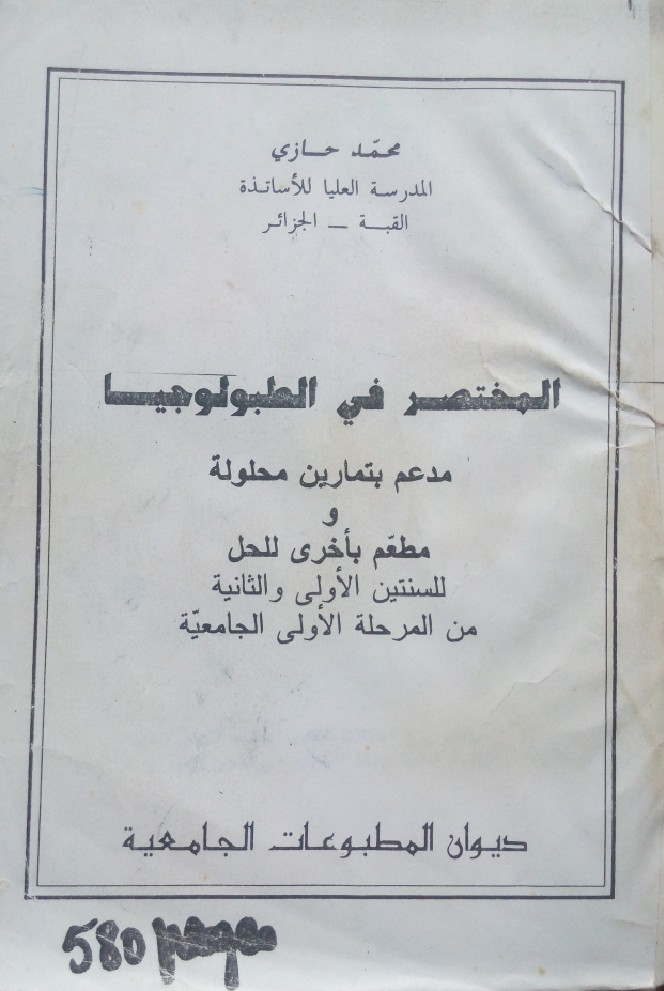 محمّد حازي
المدرسة العليا للأساتذة
القبة - الجزائر
المختصر في الطبولوجيا
مدعم بتمارين محلولة
و
مطعّم بأخرى للحل
للسنتين الأولى والثانية
من المرحلة الأولى الجامعيّة
ديوان المطبوعات الجامعية
580